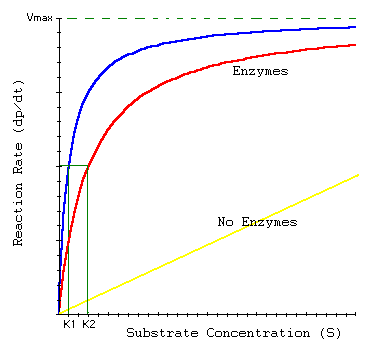 Vmax
Enzymes
Reaction Rate (dp/dt)
No Enzymes
K1 K2
Substrate Concentration (S)